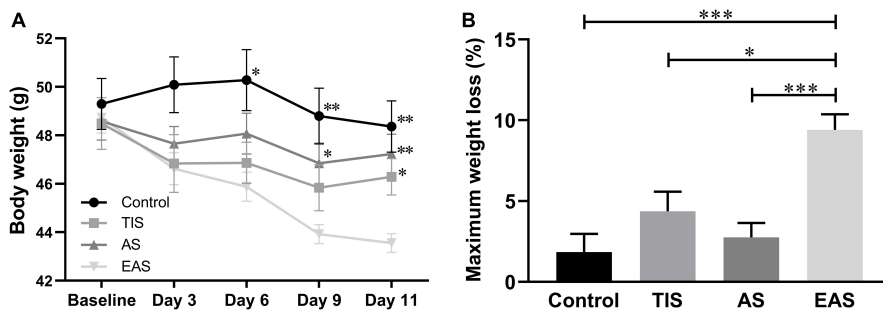 A
Body weight (g)
52
50
48
46
44
42
*
**
**
*
**
*
Control
TIS
AS
EAS
Baseline Day 3 Day 6 Day 9 Day 11
B
Maximum weight loss (%)
15
10
5
0
***
*
***
Control TIS AS EAS